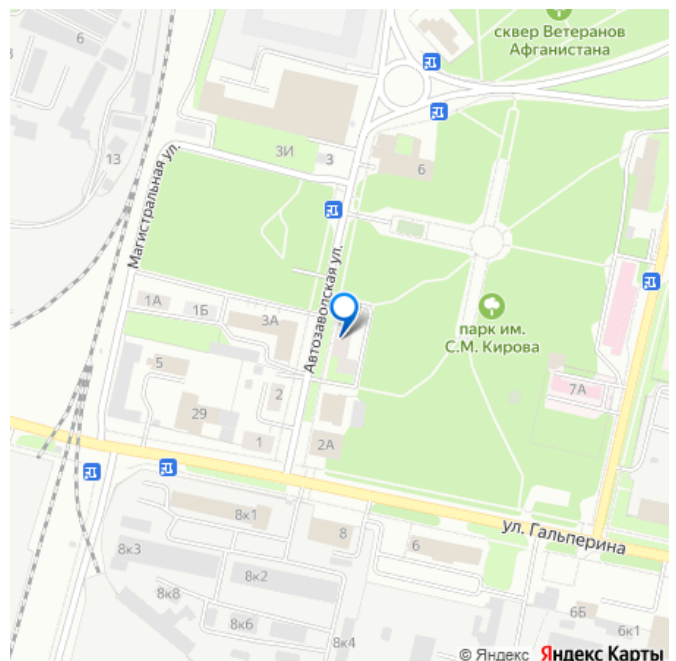 6
сквер Ветеранов
Афганистана
13
3И
3
6
Магистральная ул.
Автозаводская ул.
1А
1Б
3А
парк им.
С.М. Кирова
5
2
7А
29
1
2А
8к1
8
ул. Гальперина
8к3
6
8к2
8к8
6Б
8к6
6к1
8к4
© Яндекс Яндекс Карты